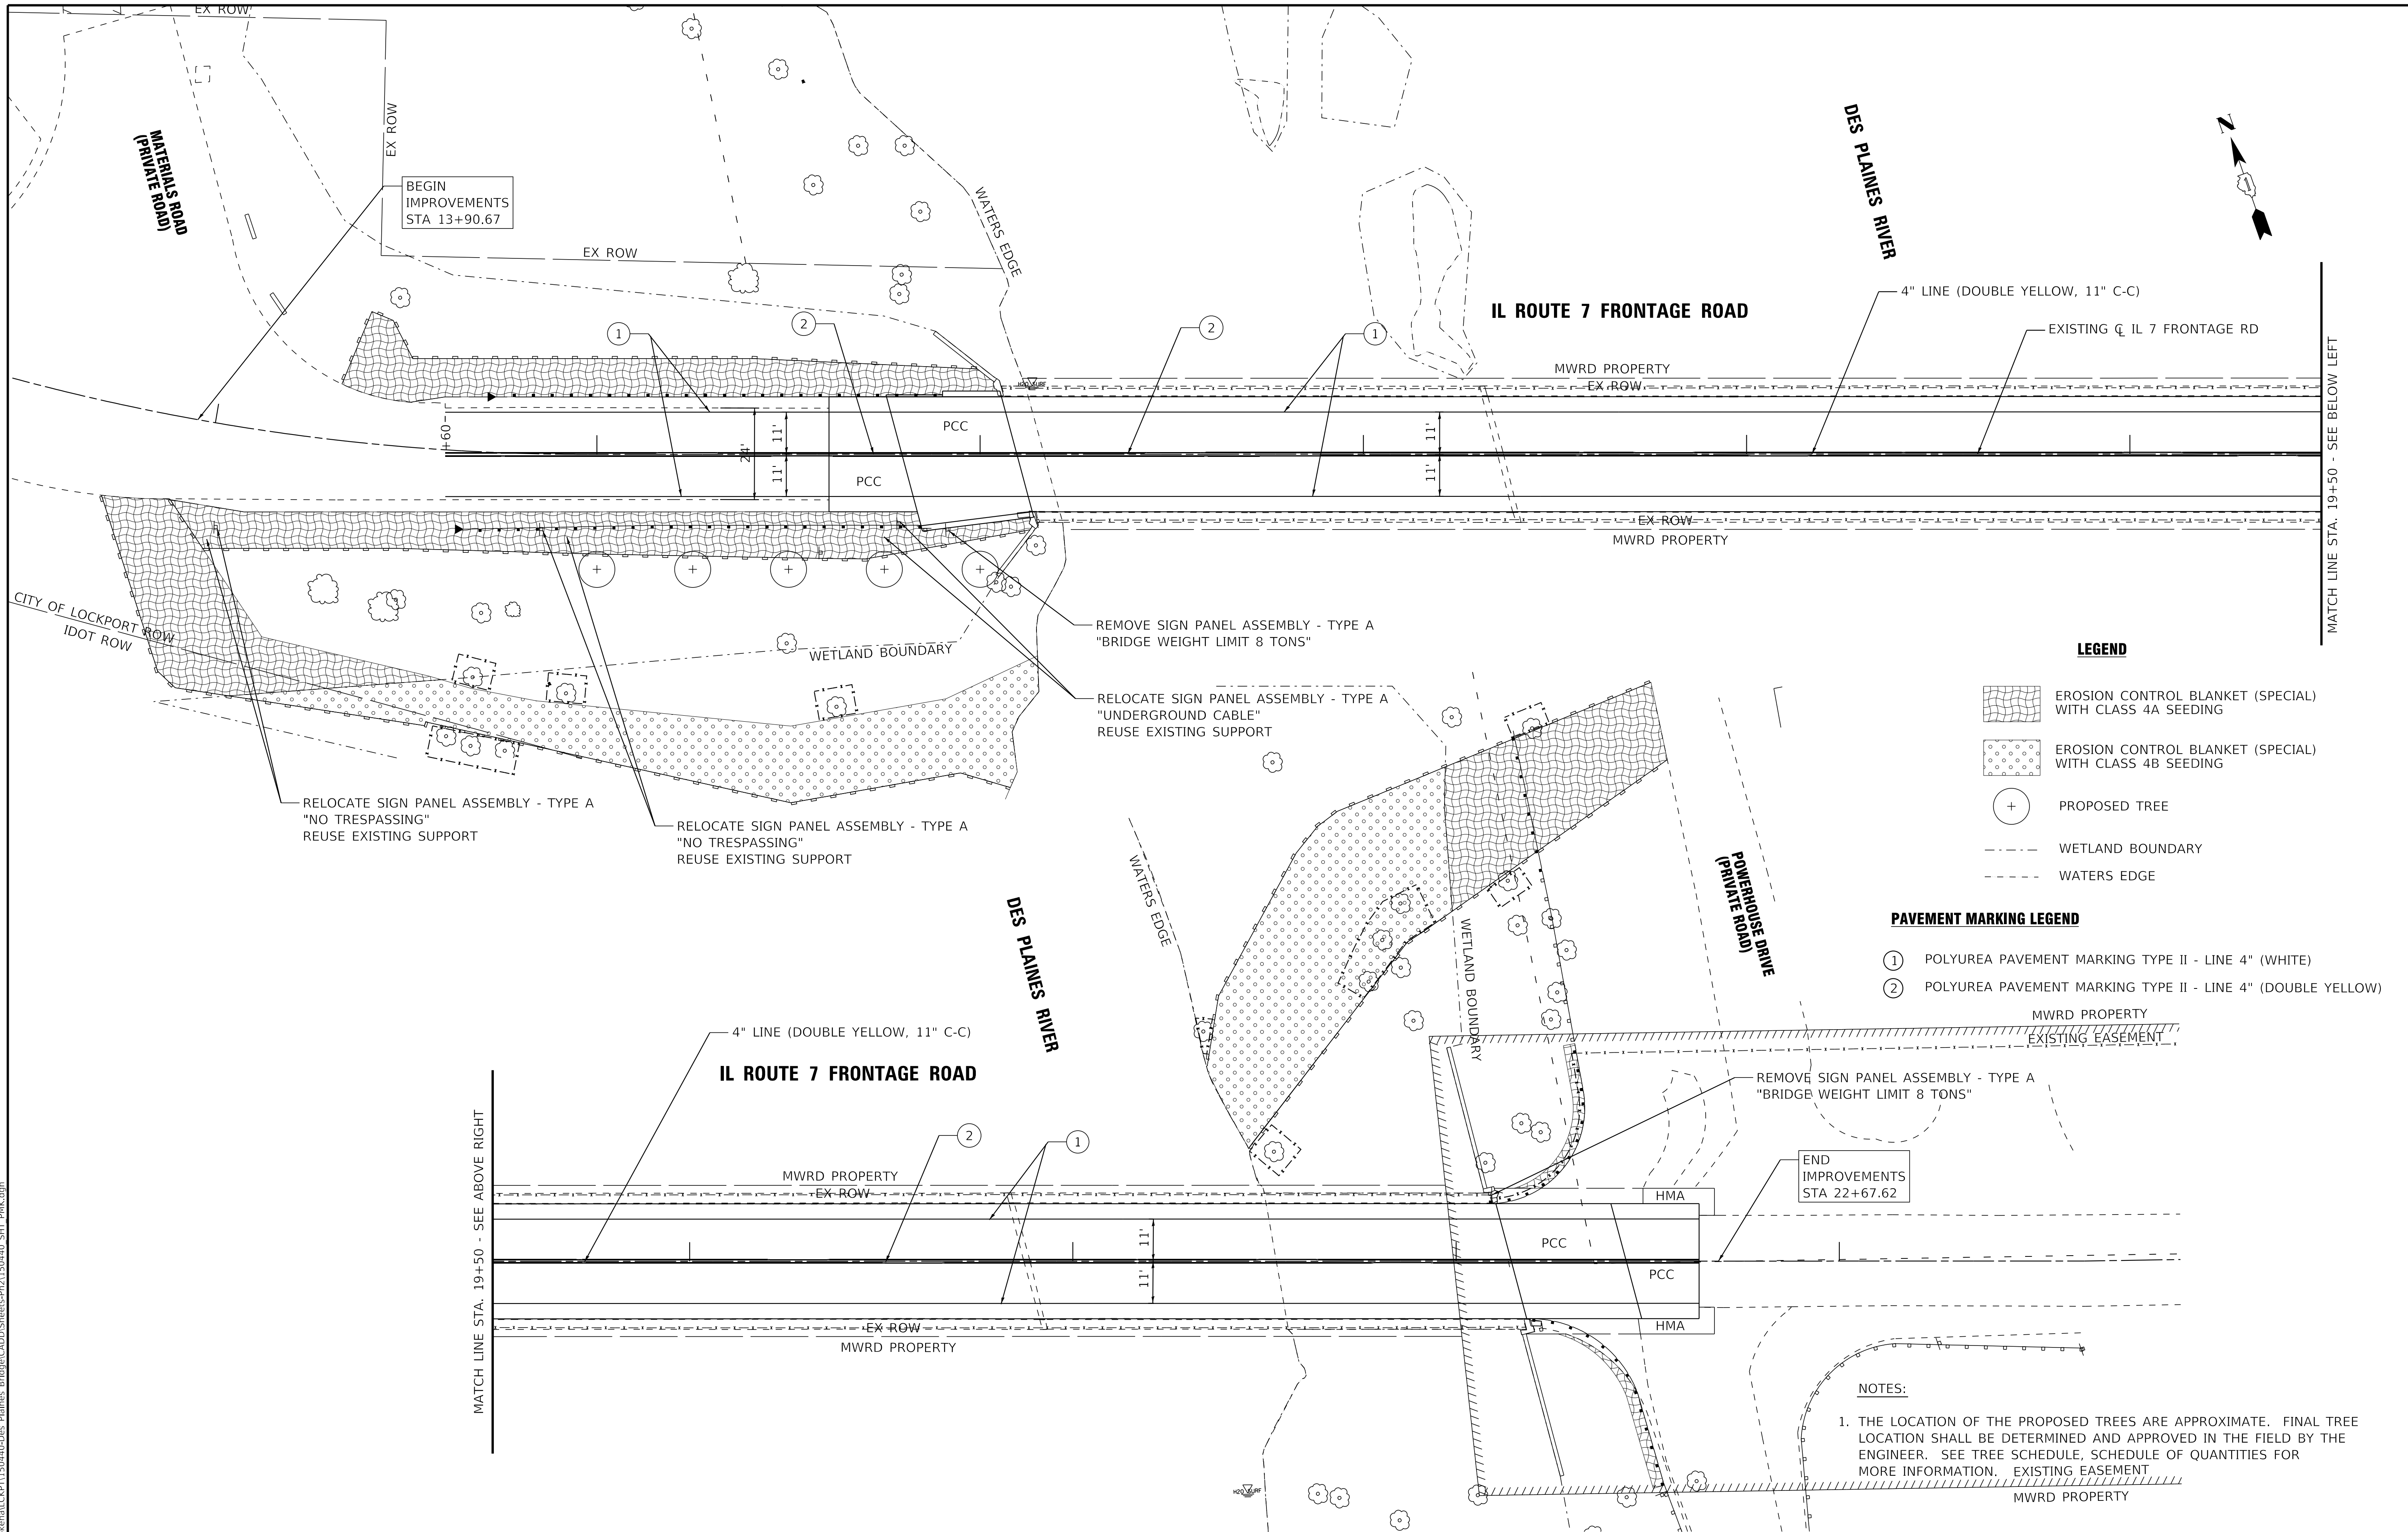 EX ROW
EX ROW
MATERIALS ROAD
(PRIVATE ROAD)
BEGIN
IMPROVEMENTS
STA 13+90.67
EX ROW
WATERS EDGE
DES PLAINES RIVER
N
IL ROUTE 7 FRONTAGE ROAD
4" LINE (DOUBLE YELLOW, 11" C-C)
EXISTING ℄ IL 7 FRONTAGE RD
1
2
2
1
MWRD PROPERTY
EX ROW
H2O SURF
+60
24'
11'
11'
PCC
PCC
11'
11'
EX ROW
MWRD PROPERTY
MATCH LINE STA. 19+50 - SEE BELOW LEFT
CITY OF LOCKPORT ROW
IDOT ROW
WETLAND BOUNDARY
REMOVE SIGN PANEL ASSEMBLY - TYPE A
"BRIDGE WEIGHT LIMIT 8 TONS"
RELOCATE SIGN PANEL ASSEMBLY - TYPE A
"UNDERGROUND CABLE"
REUSE EXISTING SUPPORT
RELOCATE SIGN PANEL ASSEMBLY - TYPE A
"NO TRESPASSING"
REUSE EXISTING SUPPORT
RELOCATE SIGN PANEL ASSEMBLY - TYPE A
"NO TRESPASSING"
REUSE EXISTING SUPPORT
LEGEND
EROSION CONTROL BLANKET (SPECIAL)
WITH CLASS 4A SEEDING
EROSION CONTROL BLANKET (SPECIAL)
WITH CLASS 4B SEEDING
PROPOSED TREE
WETLAND BOUNDARY
WATERS EDGE
PAVEMENT MARKING LEGEND
1 POLYUREA PAVEMENT MARKING TYPE II - LINE 4" (WHITE)
2 POLYUREA PAVEMENT MARKING TYPE II - LINE 4" (DOUBLE YELLOW)
WATERS EDGE
DES PLAINES RIVER
POWERHOUSE DRIVE
(PRIVATE ROAD)
WETLAND BOUNDARY
MWRD PROPERTY
EXISTING EASEMENT
4" LINE (DOUBLE YELLOW, 11" C-C)
IL ROUTE 7 FRONTAGE ROAD
REMOVE SIGN PANEL ASSEMBLY - TYPE A
"BRIDGE WEIGHT LIMIT 8 TONS"
MATCH LINE STA. 19+50 - SEE ABOVE RIGHT
2
1
MWRD PROPERTY
EX ROW
END
IMPROVEMENTS
STA 22+67.62
HMA
11'
11'
PCC
PCC
HMA
EX ROW
MWRD PROPERTY
H2O SURF
NOTES:
1. THE LOCATION OF THE PROPOSED TREES ARE APPROXIMATE. FINAL TREE
LOCATION SHALL BE DETERMINED AND APPROVED IN THE FIELD BY THE
ENGINEER. SEE TREE SCHEDULE, SCHEDULE OF QUANTITIES FOR
MORE INFORMATION.
EXISTING EASEMENT
MWRD PROPERTY